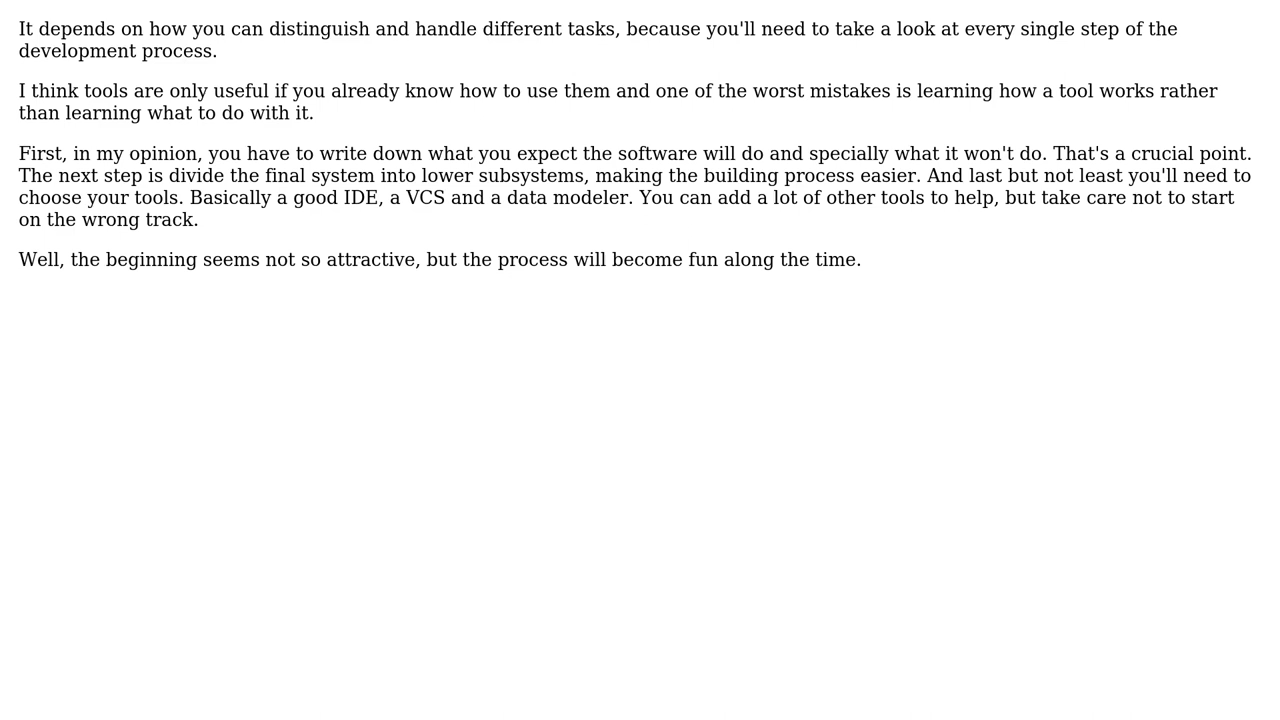 It depends on how you can distinguish and handle different tasks, because you'll need to take a look at every single step of the
development process.
I think tools are only useful if you already know how to use them and one of the worst mistakes is learning how a tool works rather
than learning what to do with it.
First, in my opinion, you have to write down what you expect the software will do and specially what it won't do. That's a crucial point.
The next step is divide the final system into lower subsystems, making the building process easier. And last but not least you'll need to
choose your tools. Basically a good IDE, a VCS and a data modeler. You can add a lot of other tools to help, but take care not to start
on the wrong track.
Well, the beginning seems not so attractive, but the process will become fun along the time.